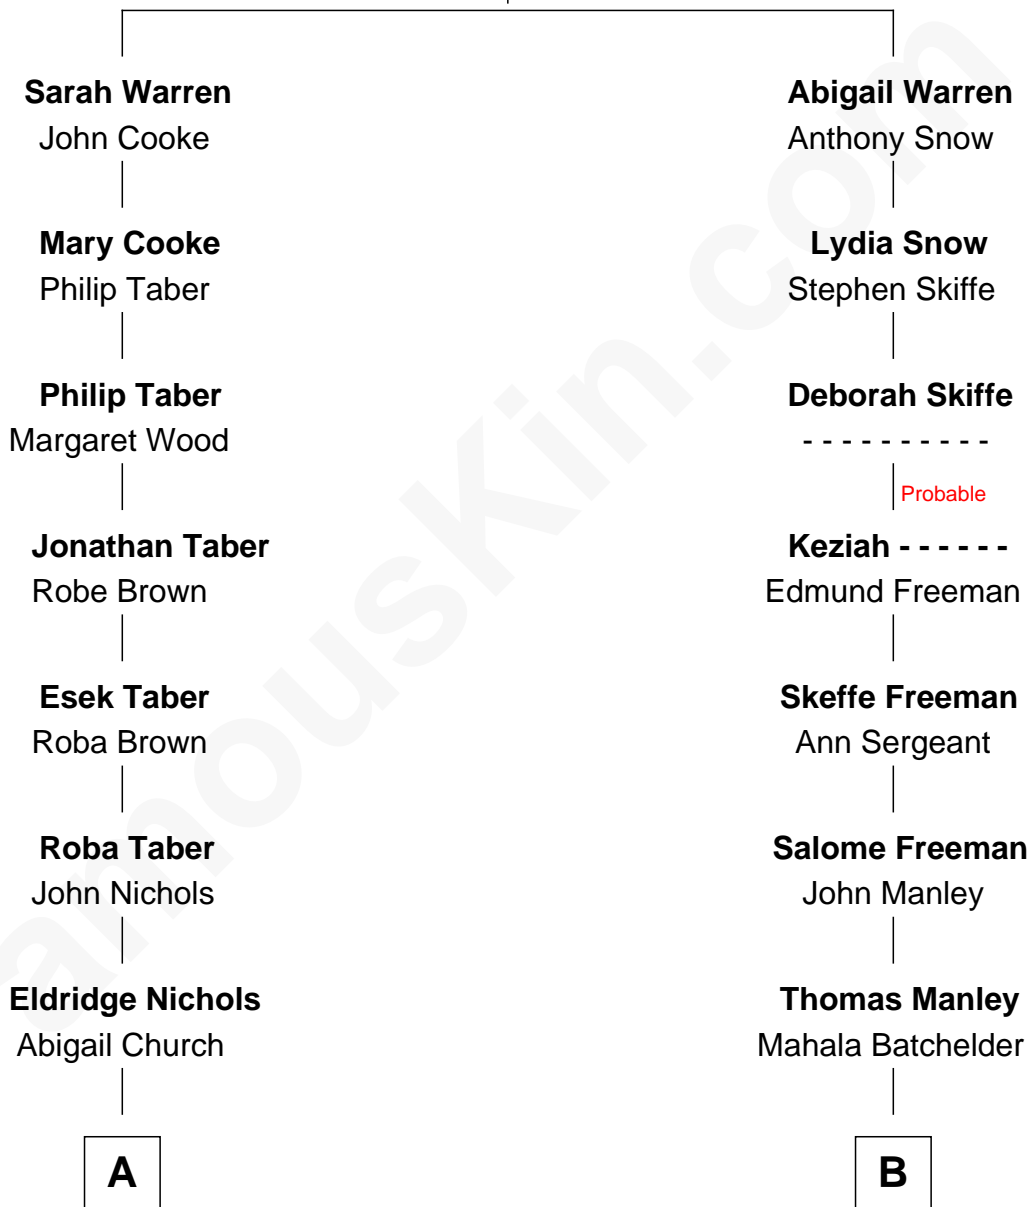 Sarah Warren
John Cooke
Mary Cooke
Philip Taber
Philip Taber
Margaret Wood
Jonathan Taber
Robe Brown
Esek Taber
Roba Brown
Roba Taber
John Nichols
Eldridge Nichols
Abigail Church
A
Abigail Warren
Anthony Snow
Lydia Snow
Stephen Skiffe
Deborah Skiffe
- - - - - - - - - -
Probable
Keziah - - - - - -
Edmund Freeman
Skeffe Freeman
Ann Sergeant
Salome Freeman
John Manley
Thomas Manley
Mahala Batchelder
B
amouskin.com